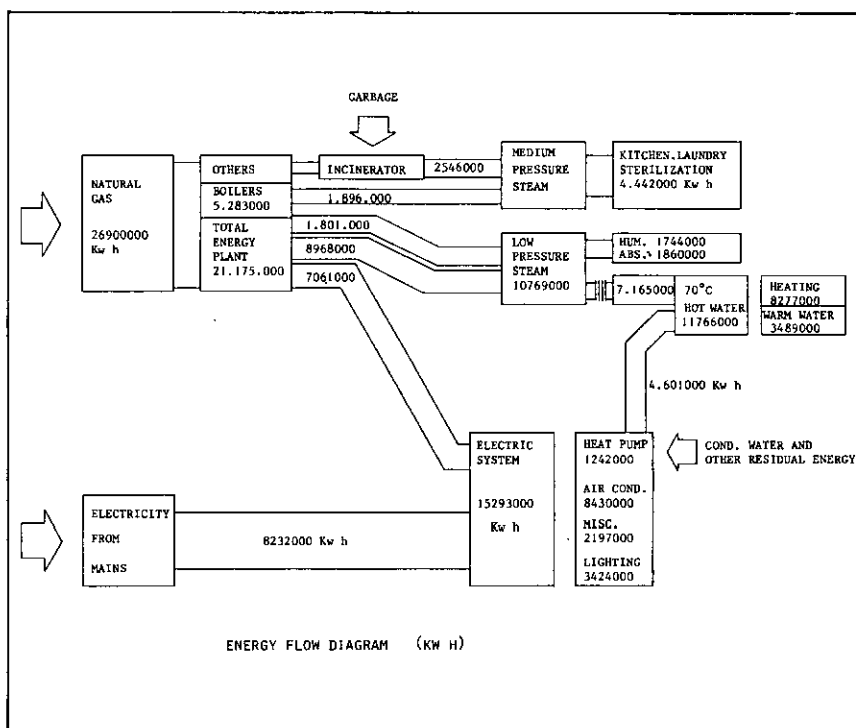 GARBAGE
NATURAL
GAS
26900000
Kw h
OTHERS
BOILERS
5.283000
TOTAL
ENERGY
PLANT
21.175.000
INCINERATOR
2546000
1.896.000
1.801.000
8968000
7061000
MEDIUM
PRESSURE
STEAM
KITCHEN.LAUNDRY
STERILIZATION
4.442000 Kw h
LOW
PRESSURE
STEAM
10769000
HUM. 1744000
ABS. 1860000
7.165000
70°C
HOT WATER
11766000
HEATING
8277000
WARM WATER
3489000
4.601000 Kw h
ELECTRIC
SYSTEM
15293000
Kw h
HEAT PUMP
1242000
AIR COND.
8430000
MISC.
2197000
LIGHTING
3424000
COND. WATER AND
OTHER RESIDUAL ENERGY
ELECTRICITY
FROM
MAINS
8232000 Kw h
ENERGY FLOW DIAGRAM (KW H)